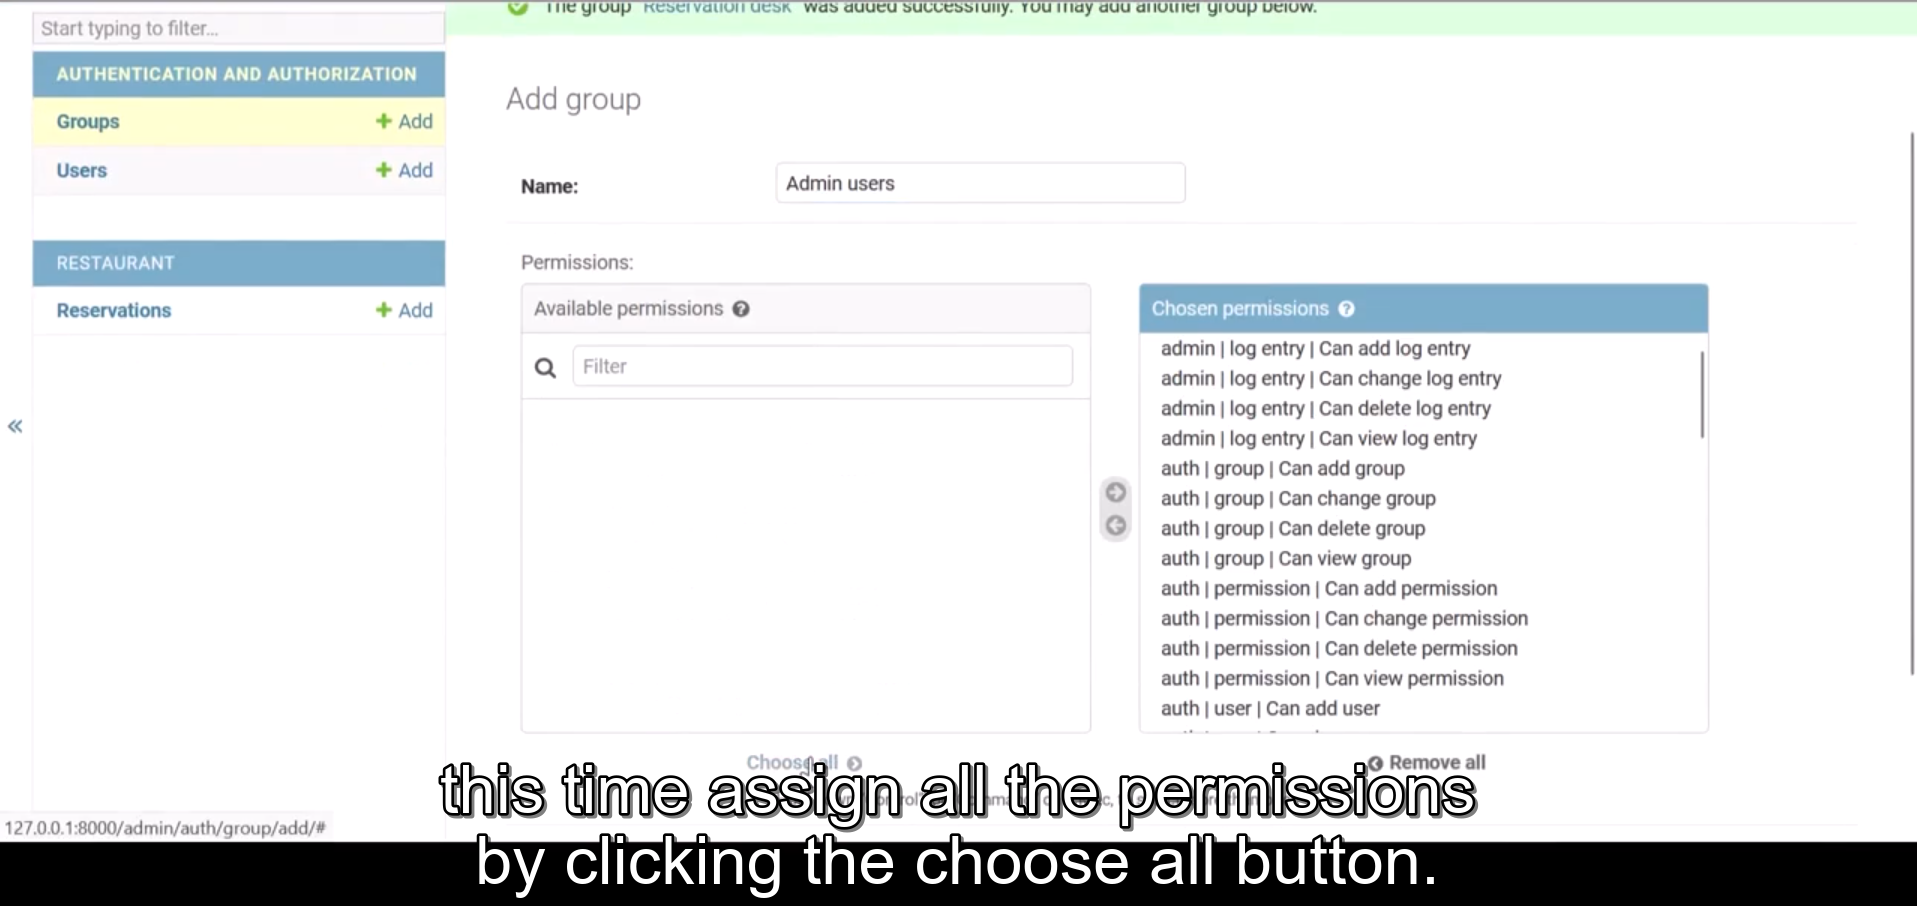 The group "Reservation desk" was added successfully. You may add another group below.
Start typing to filter...
AUTHENTICATION AND AUTHORIZATION
Groups + Add
Users + Add
RESTAURANT
Reservations + Add
«
Add group
Name: Admin users
Permissions:
Available permissions ?
Filter
Chosen permissions ?
admin | log entry | Can add log entry
admin | log entry | Can change log entry
admin | log entry | Can delete log entry
admin | log entry | Can view log entry
auth | group | Can add group
auth | group | Can change group
auth | group | Can delete group
auth | group | Can view group
auth | permission | Can add permission
auth | permission | Can change permission
auth | permission | Can delete permission
auth | permission | Can view permission
auth | user | Can add user
Choose all
Remove all
this time assign all the permissions
by clicking the choose all button.
127.0.0.1:8000/admin/auth/group/add/#